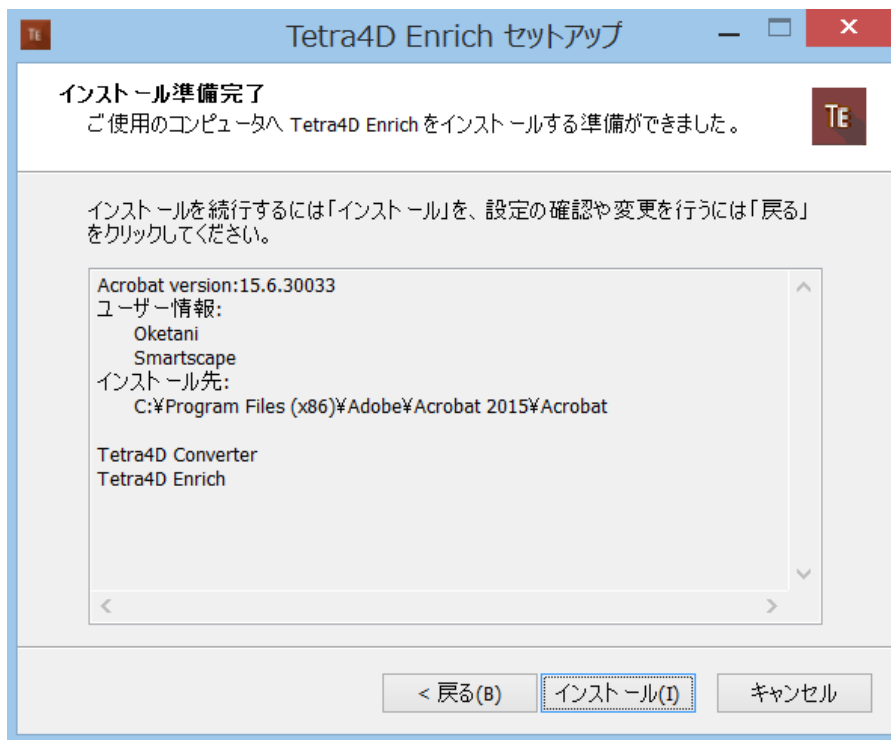 TE
Tetra4D Enrich セットアップ
インストール準備完了
ご使用のコンピュータへ Tetra4D Enrich をインストールする準備ができました。
TE
インストールを続行するには「インストール」を、設定の確認や変更を行うには「戻る」
をクリックしてください。
Acrobat version:15.6.30033
ユーザー情報:
Oketani
Smartscape
インストール先:
C:¥Program Files (x86)¥Adobe¥Acrobat 2015¥Acrobat
Tetra4D Converter
Tetra4D Enrich
< 戻る(B)
インストール(I)
キャンセル